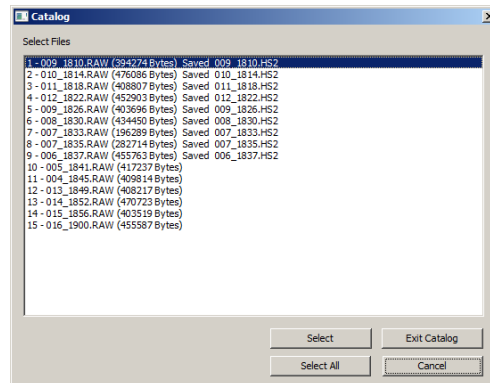 Catalog
Select Files
1 - 009_1810.RAW (394274 Bytes) Saved 009_1810.HS2
2 - 010_1814.RAW (476086 Bytes) Saved 010_1814.HS2
3 - 011_1818.RAW (408807 Bytes) Saved 011_1818.HS2
4 - 012_1822.RAW (452903 Bytes) Saved 012_1822.HS2
5 - 009_1826.RAW (403696 Bytes) Saved 009_1826.HS2
6 - 008_1830.RAW (434450 Bytes) Saved 008_1830.HS2
7 - 007_1833.RAW (196289 Bytes) Saved 007_1833.HS2
8 - 007_1835.RAW (282714 Bytes) Saved 007_1835.HS2
9 - 006_1837.RAW (455763 Bytes) Saved 006_1837.HS2
10 - 005_1841.RAW (417237 Bytes)
11 - 004_1845.RAW (409814 Bytes)
12 - 013_1849.RAW (408217 Bytes)
13 - 014_1852.RAW (470723 Bytes)
14 - 015_1856.RAW (403519 Bytes)
15 - 016_1900.RAW (455587 Bytes)
Select Exit Catalog
Select All Cancel